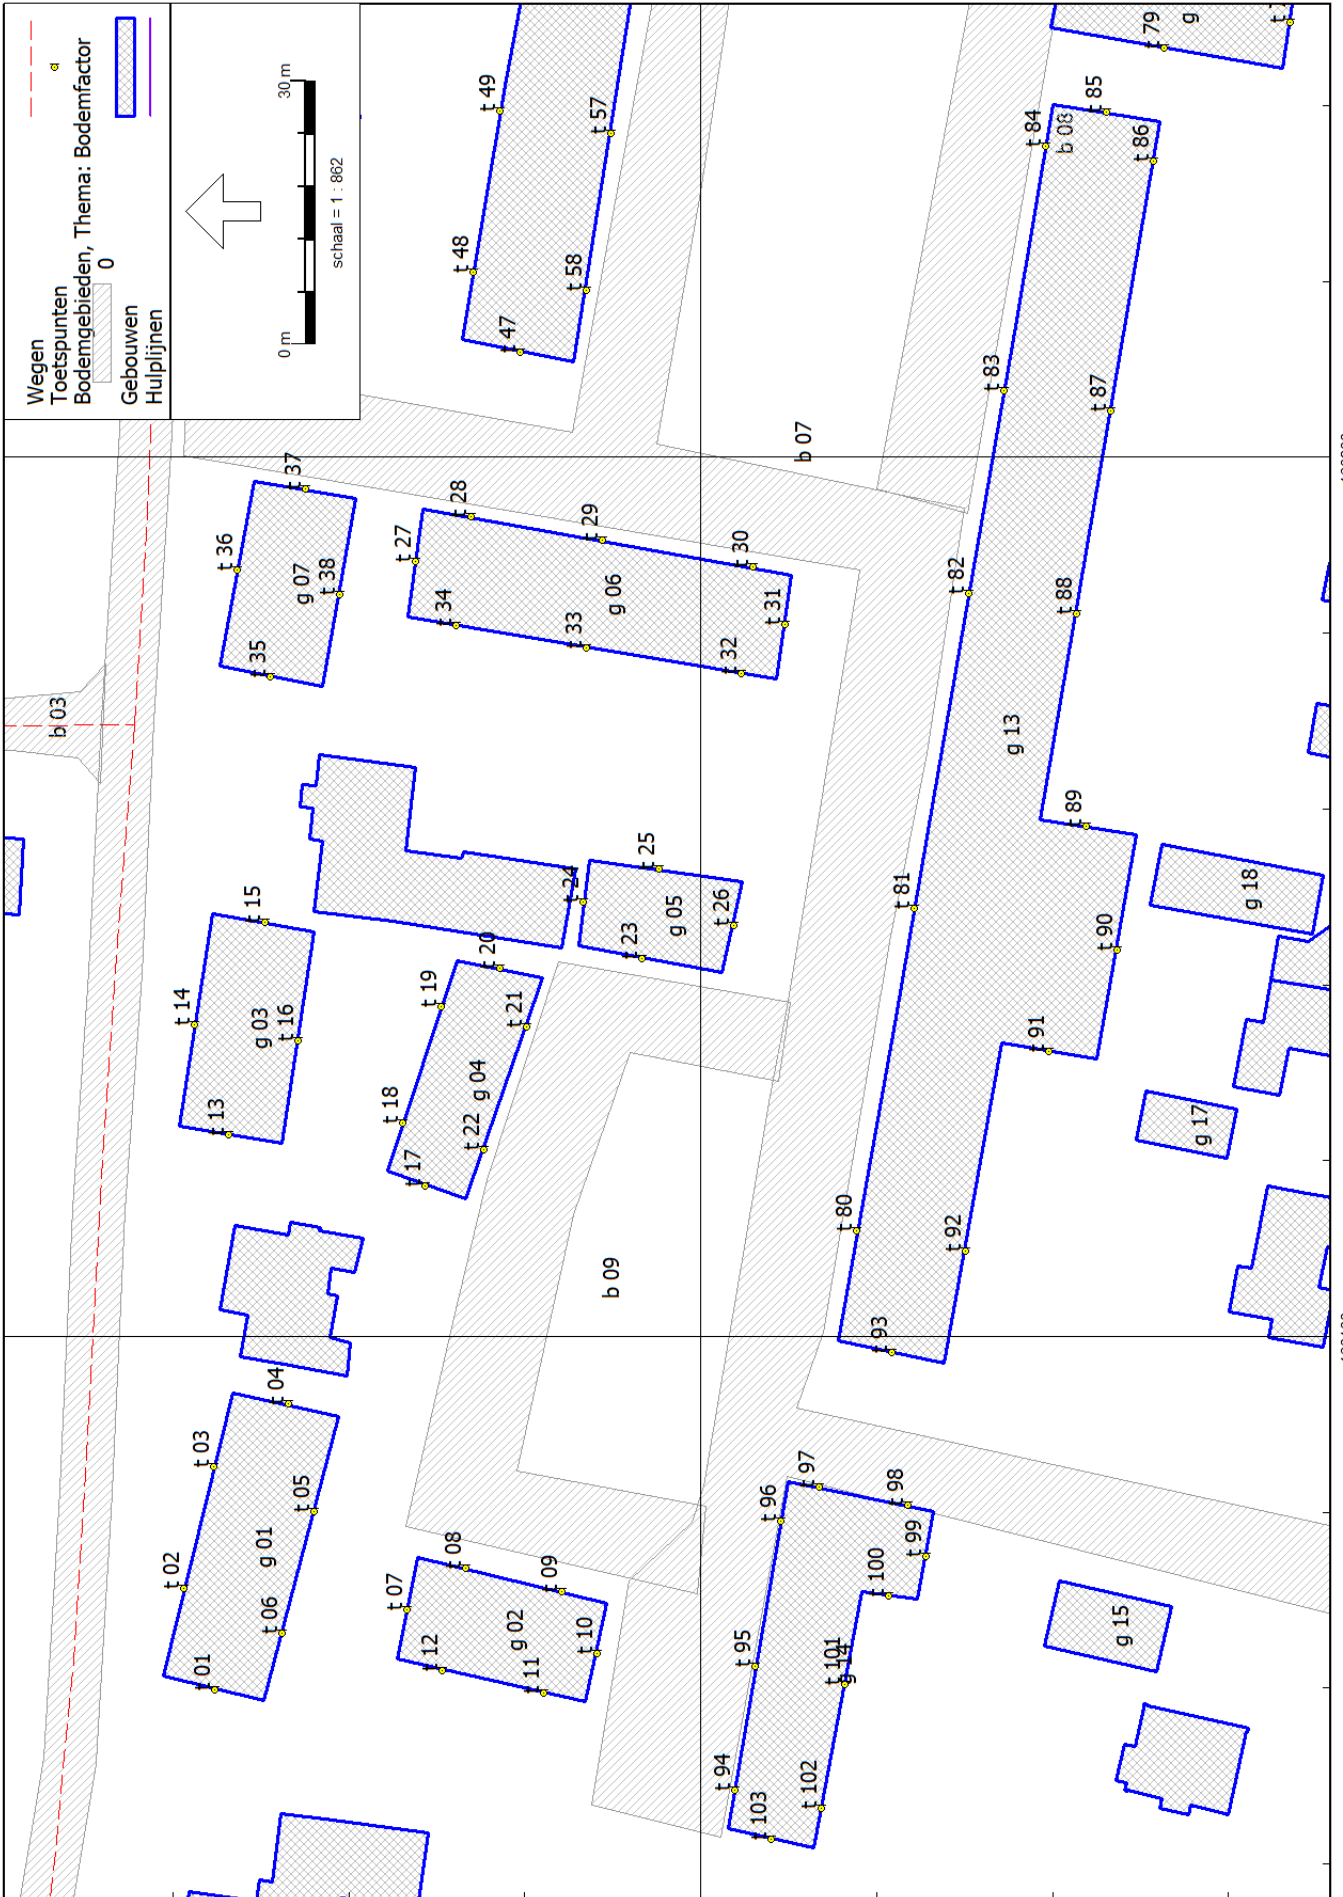 Wegen
Toetspunten
Bodemgebieden, Thema: Bodemfactor
0
Gebouwen
Hulplijnen
0 m
30 m
schaal = 1 : 862
b 03
t 36
t 37
g 07
t 35
t 38
t 48
t 49
t 47
t 58
t 57
t 27
t 28
t 34
t 29
g 06
t 33
t 30
t 32
t 31
t 14
t 15
g 03
t 13
t 16
t 19
t 20
t 18
t 21
g 04
t 17
t 22
t 24
t 25
t 23
g 05
t 26
t 03
t 04
t 02
t 05
g 01
t 01
t 06
t 07
t 08
t 12
t 09
g 02
t 11
t 10
b 09
b 07
t 79
g
t
t 85
t 84
b 08
t 86
t 83
t 87
t 82
t 88
g 13
t 81
t 89
t 80
t 91
t 90
t 92
t 93
g 18
g 17
t 96
t 97
t 98
t 95
t 100
t 99
t 101
g 14
t 94
t 103
t 102
g 15